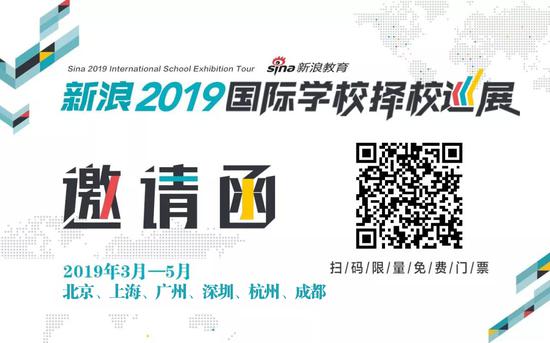 Sina 2019 International School Exhibition Tour sina新浪教育
新浪2019国际学校择校巡展
邀请函
扫/码/限/量/免/费/门/票
2019年3月—5月
北京、上海、广州、深圳、杭州、成都